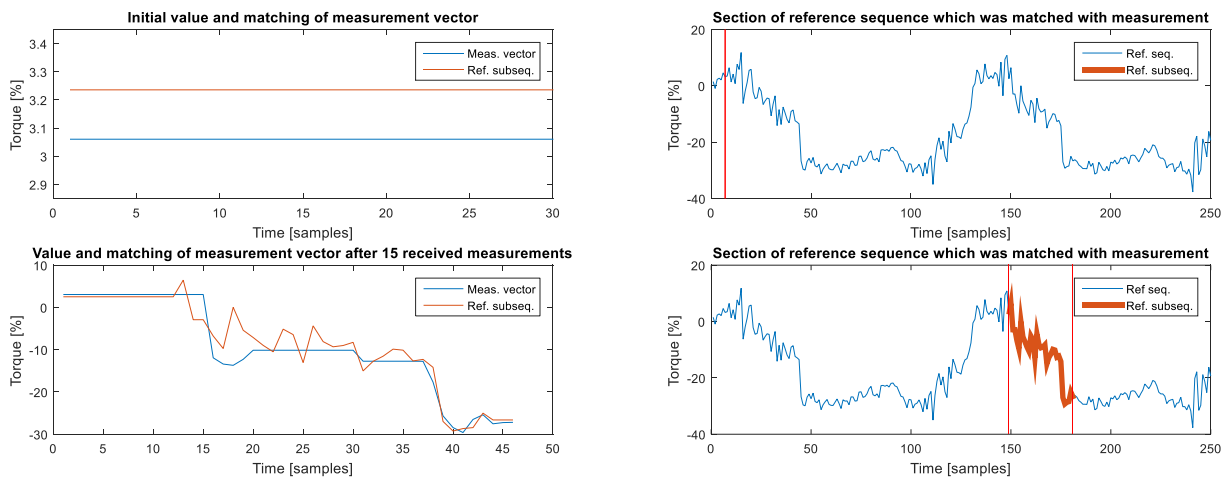 Initial value and matching of measurement vector
3.4
3.3
3.2
3.1
3
2.9
Torque [%]
Meas. vector
Ref. subseq.
0 5 10 15 20 25 30
Time [samples]
Section of reference sequence which was matched with measurement
20
0
-20
-40
Torque [%]
Ref. seq.
Ref. subseq.
0 50 100 150 200 250
Time [samples]
Value and matching of measurement vector after 15 received measurements
10
0
-10
-20
-30
Torque [%]
Meas. vector
Ref. subseq.
0 5 10 15 20 25 30 35 40 45 50
Time [samples]
Section of reference sequence which was matched with measurement
20
0
-20
-40
Torque [%]
Ref seq.
Ref. subseq.
0 50 100 150 200 250
Time [samples]